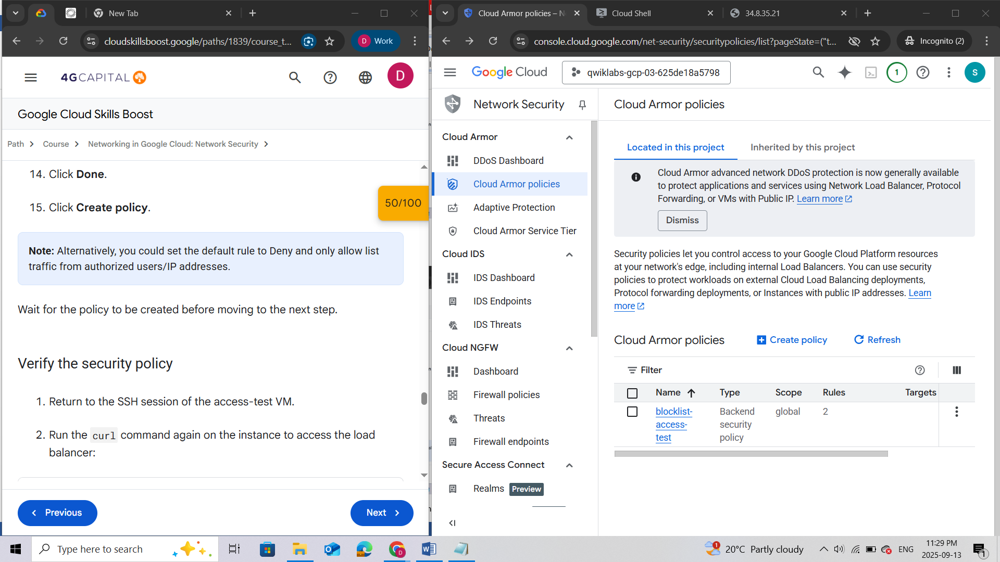 New Tab
cloudskillsboost.google/paths/1839/course_t...
D Work
4GCAPITAL
D
Google Cloud Skills Boost
Path
Course
Networking in Google Cloud: Network Security
14. Click Done.
15. Click Create policy.
50/100
Note: Alternatively, you could set the default rule to Deny and only allow list
traffic from authorized users/IP addresses.
Wait for the policy to be created before moving to the next step.
Verify the security policy
1. Return to the SSH session of the access-test VM.
2. Run the curl command again on the instance to access the load
balancer:
Previous
Next
Cloud Armor policies – N
Cloud Shell
34.8.35.21
console.cloud.google.com/net-security/securitypolicies/list?pageState=("t...
Incognito (2)
Google Cloud
qwiklabs-gcp-03-625de18a5798
1
S
Network Security
Cloud Armor
DDoS Dashboard
Cloud Armor policies
Adaptive Protection
Cloud Armor Service Tier
Cloud IDS
IDS Dashboard
IDS Endpoints
IDS Threats
Cloud NGFW
Dashboard
Firewall policies
Threats
Firewall endpoints
Secure Access Connect
Realms Preview
Cloud Armor policies
Located in this project
Inherited by this project
Cloud Armor advanced network DDoS protection is now generally available
to protect applications and services using Network Load Balancer, Protocol
Forwarding, or VMs with Public IP. Learn more
Dismiss
Security policies let you control access to your Google Cloud Platform resources
at your network's edge, including internal Load Balancers. You can use security
policies to protect workloads on external Cloud Load Balancing deployments,
Protocol forwarding deployments, or Instances with public IP addresses. Learn
more
Cloud Armor policies
Create policy
Refresh
Filter
Name Type Scope Rules Targets
blocklist- Backend global 2
access- security
test policy
Type here to search
1
20°C Partly cloudy
ENG
11:29 PM
2025-09-13
1